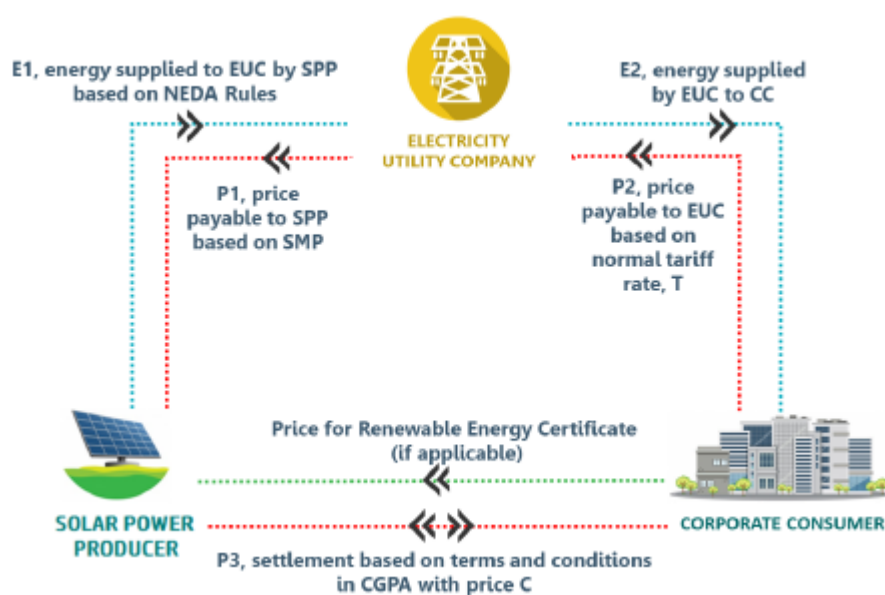 E1, energy supplied to EUC by SPP
based on NEDA Rules
E2, energy supplied
by EUC to CC
ELECTRICITY
UTILITY COMPANY
P1, price
payable to SPP
based on SMP
P2, price
payable to EUC
based on
normal tariff
rate, T
Price for Renewable Energy Certificate
(if applicable)
SOLAR POWER
PRODUCER
CORPORATE CONSUMER
P3, settlement based on terms and conditions
in CGPA with price C